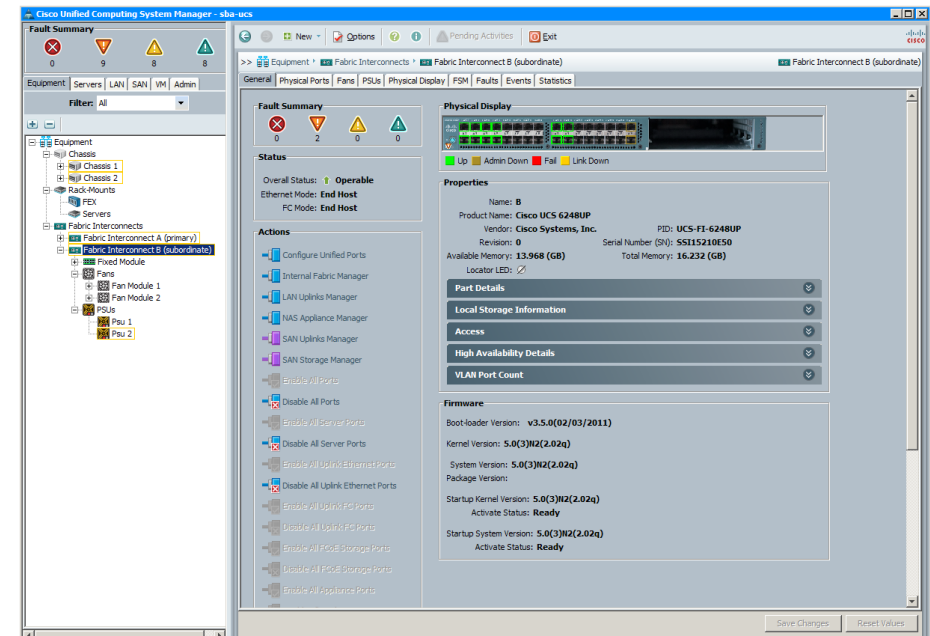 Cisco Unified Computing System Manager - sba-ucs
Fault Summary
0 9 8 8
Equipment Servers LAN SAN VM Admin
Filter: All
Equipment
Chassis
Chassis 1
Chassis 2
Rack-Mounts
FEX
Servers
Fabric Interconnects
Fabric Interconnect A (primary)
Fabric Interconnect B (subordinate)
Fixed Module
Fans
Fan Module 1
Fan Module 2
PSUs
Psu 1
Psu 2
New Options Pending Activities Exit
CISCO
>> Equipment Fabric Interconnects Fabric Interconnect B (subordinate) Fabric Interconnect B (subordinate)
General Physical Ports Fans PSUs Physical Display FSM Faults Events Statistics
Fault Summary
0 2 0 0
Status
Overall Status: Operable
Ethernet Mode: End Host
FC Mode: End Host
Actions
Configure Unified Ports
Internal Fabric Manager
LAN Uplinks Manager
NAS Appliance Manager
SAN Uplinks Manager
SAN Storage Manager
Enable All Ports
Disable All Ports
Enable All Server Ports
Disable All Server Ports
Enable All Uplink Ethernet Ports
Disable All Uplink Ethernet Ports
Enable All Uplink FC Ports
Disable All Uplink FC Ports
Enable All FCoE Storage Ports
Disable All FCoE Storage Ports
Enable All Appliance Ports
Physical Display
Up Admin Down Fail Link Down
Properties
Name: B
Product Name: Cisco UCS 6248UP
Vendor: Cisco Systems, Inc. PID: UCS-FI-6248UP
Revision: 0 Serial Number (SN): SSI15210E50
Available Memory: 13.968 (GB) Total Memory: 16.232 (GB)
Locator LED:
Part Details
Local Storage Information
Access
High Availability Details
VLAN Port Count
Firmware
Boot-loader Version: v3.5.0(02/03/2011)
Kernel Version: 5.0(3)N2(2.02q)
System Version: 5.0(3)N2(2.02q)
Package Version:
Startup Kernel Version: 5.0(3)N2(2.02q)
Activate Status: Ready
Startup System Version: 5.0(3)N2(2.02q)
Activate Status: Ready
Save Changes Reset Values